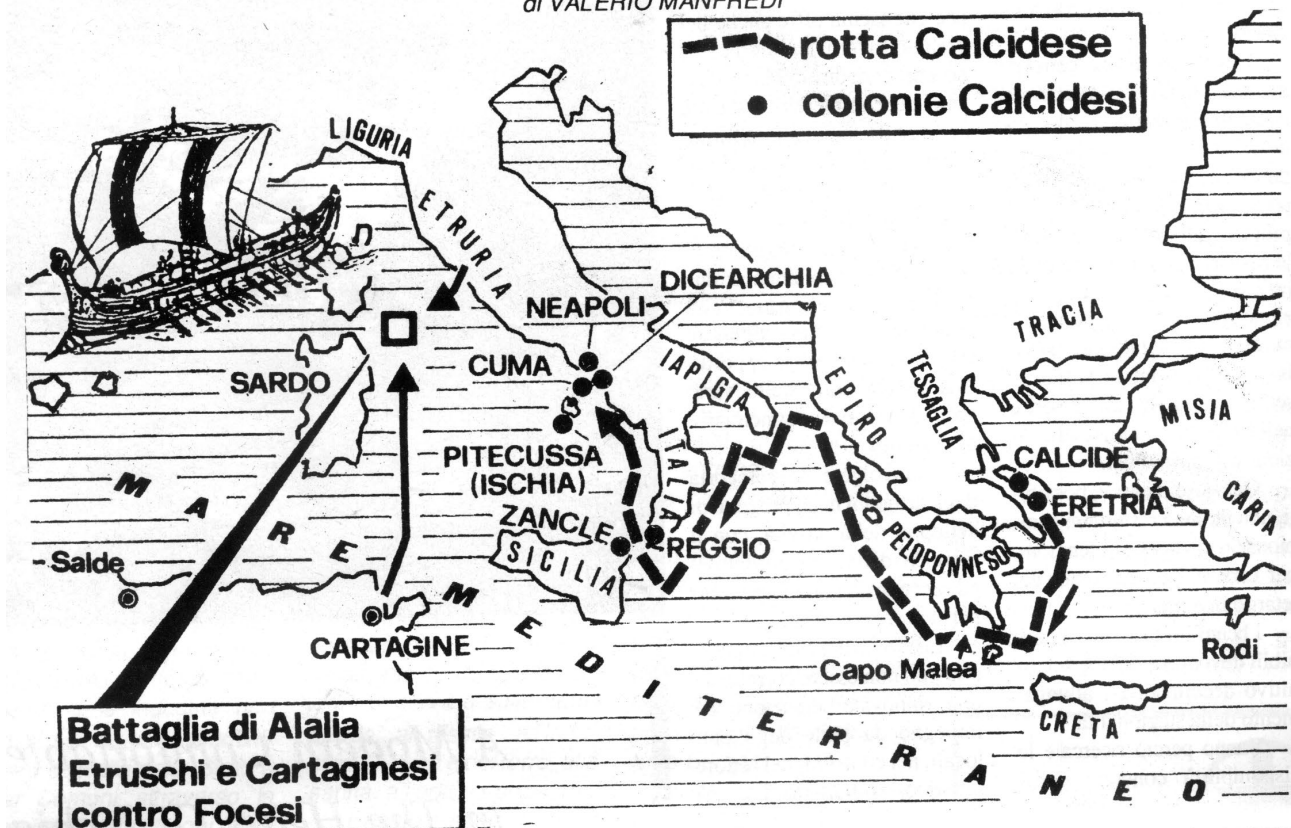 di VALERIO MANFREDI
rotta Calcidese
colonie Calcidesi
LIGURIA
ETRURIA
DICEARCHIA
NEAPOLI
TRACIA
CUMA
IAPIGIA
EPIRO
TESSAGLIA
MISIA
SARDO
PITECUSSA
(ISCHIA)
ITALIA
CALCIDE
ERETRIA
CARIA
ZANCLE
REGGIO
PELOPONNESO
SICILIA
Salde
CARTAGINE
MARE MEDITERRANEO
Capo Malea
Rodi
CRETA
Battaglia di Alalia
Etruschi e Cartaginesi
contro Focesi